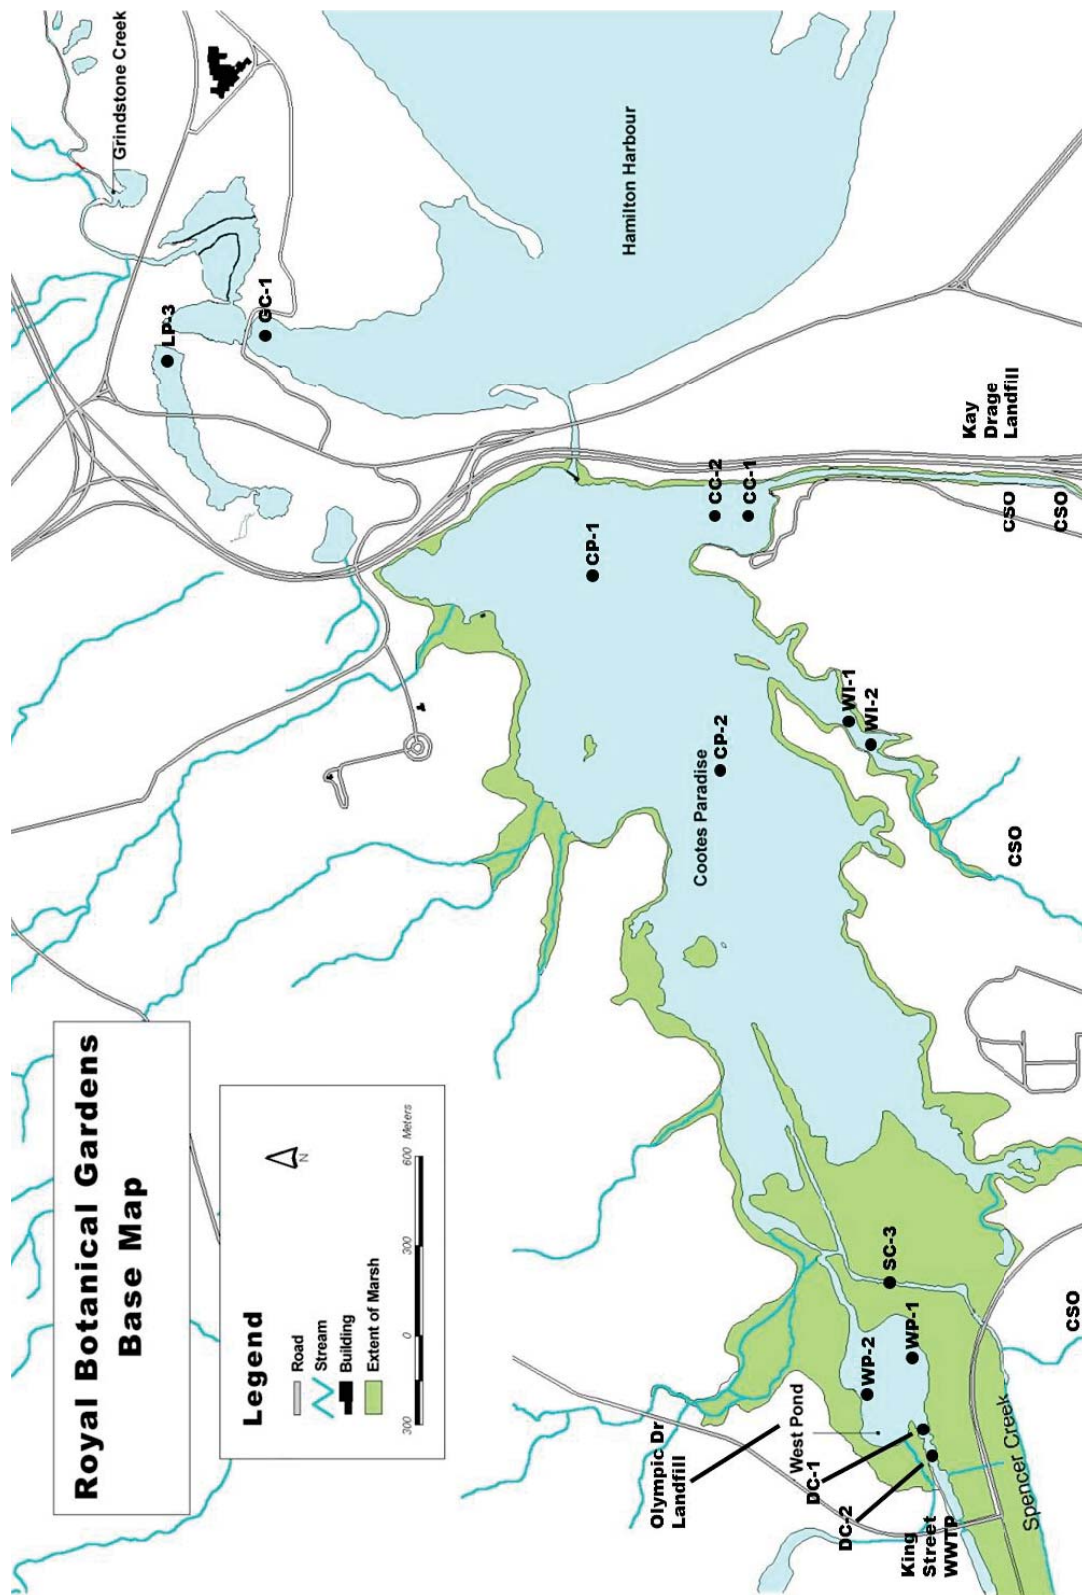 Royal Botanical Gardens
Base Map
Legend
Road
Stream
Building
Extent of Marsh
N
300 0 300 600 Meters
Grindstone Creek
LP-3
GC-1
Hamilton Harbour
Kay
Drage
Landfill
CSO
CSO
CC-2
CC-1
CP-1
CP-2
Cootes Paradise
WI-1
WI-2
CSO
SC-3
WP-1
WP-2
West Pond
DC-1
DC-2
Olympic Dr
Landfill
King
Street
WWTP
Spencer Creek
CSO